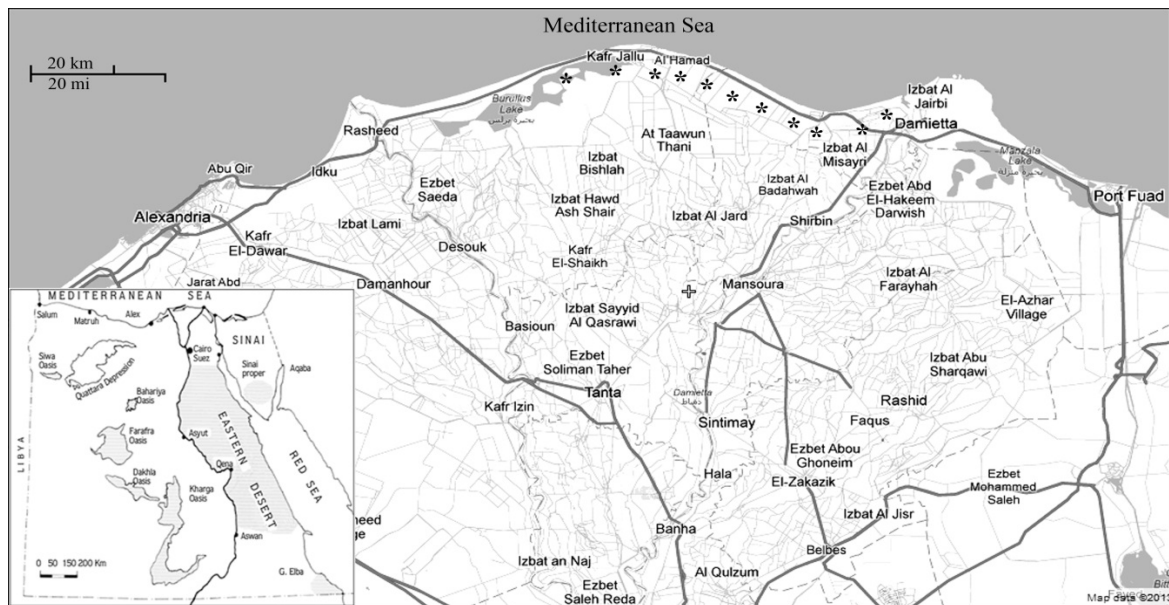 Mediterranean Sea
20 km
20 mi
Kafr Jallu
Al Hamad
Izbat Al
Jairbi
Burullus
Lake
بحيرة برلس
Damietta
Rasheed
At Taawun
Thani
Izbat Al
Misayri
Manzala
Lake
بحيرة منزلة
Abu Qir
Idku
Izbat
Bishlah
Izbat Al
Badahwah
Ezbet
Saeda
Ezbet Abd
El-Hakeem
Darwish
Port Fuad
Alexandria
Izbat Lami
Izbat Hawd
Ash Shair
Izbat Al Jard
Shirbin
Kafr
El-Dawar
Desouk
Kafr
El-Shaikh
Jarat Abd
Damanhour
Mansoura
Izbat Al
Farayhah
El-Azhar
Village
Basioun
Izbat Sayyid
Al Qasrawi
Ezbet
Soliman Taher
Izbat Abu
Sharqawi
Kafr Izin
Tanta
Damietta
دمياط
Rashid
Sintimay
Faqus
Ezbet Abou
Ghoneim
Hala
El-Zakazik
Ezbet
Mohammed
Saleh
Izbat Al Jisr
Banha
Belbes
Izbat an Naj
Al Qulzum
Ezbet
Saleh Reda
Map data ©2013
MEDITERRANEAN SEA
Salum
Matruh
Alex
SINAI
Cairo
Suez
Siwa
Oasis
Quattara Depression
Sinai
proper
Aqaba
Bahariya
Oasis
Farafra
Oasis
Asyut
EASTERN
DESERT
RED SEA
LIBYA
Dakhla
Oasis
Qena
Kharga
Oasis
Aswan
0 50 150 200 Km
G. Elba